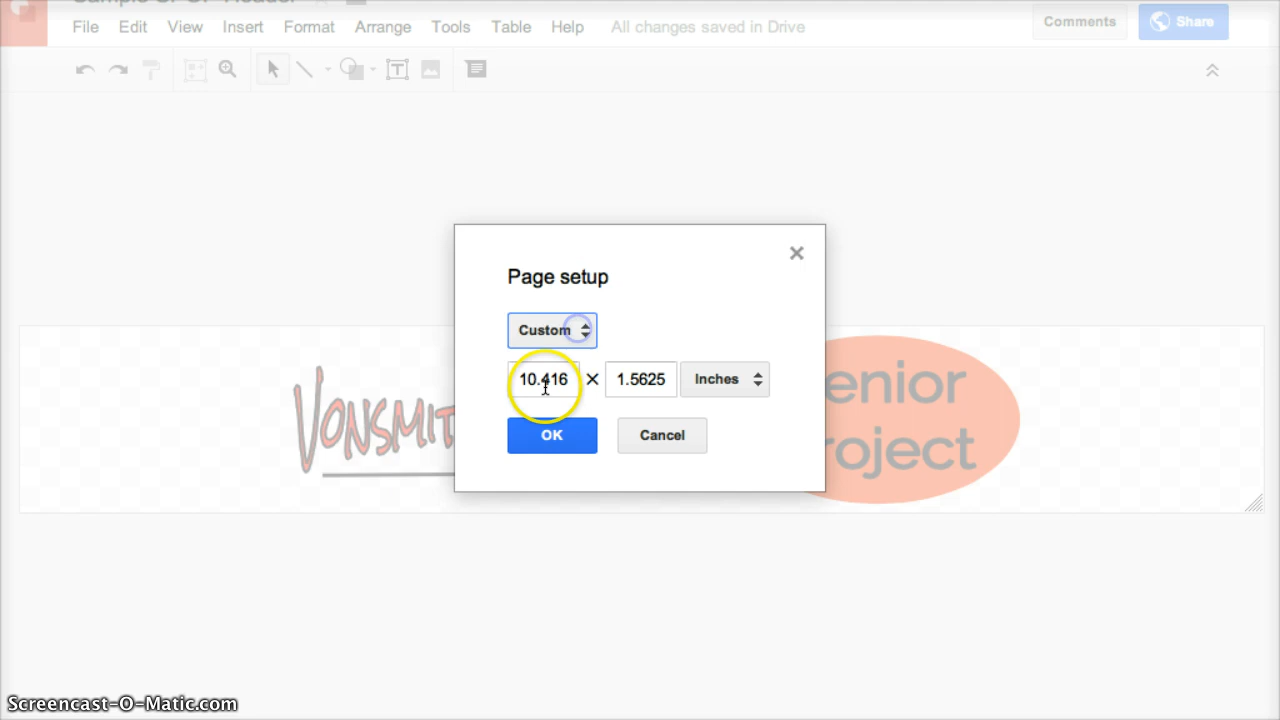 File Edit View Insert Format Arrange Tools Table Help All changes saved in Drive
Comments
Share
Page setup
Custom
10.416 × 1.5625 Inches
OK Cancel
VONSMIT
enior
roject
Screencast-O-Matic.com